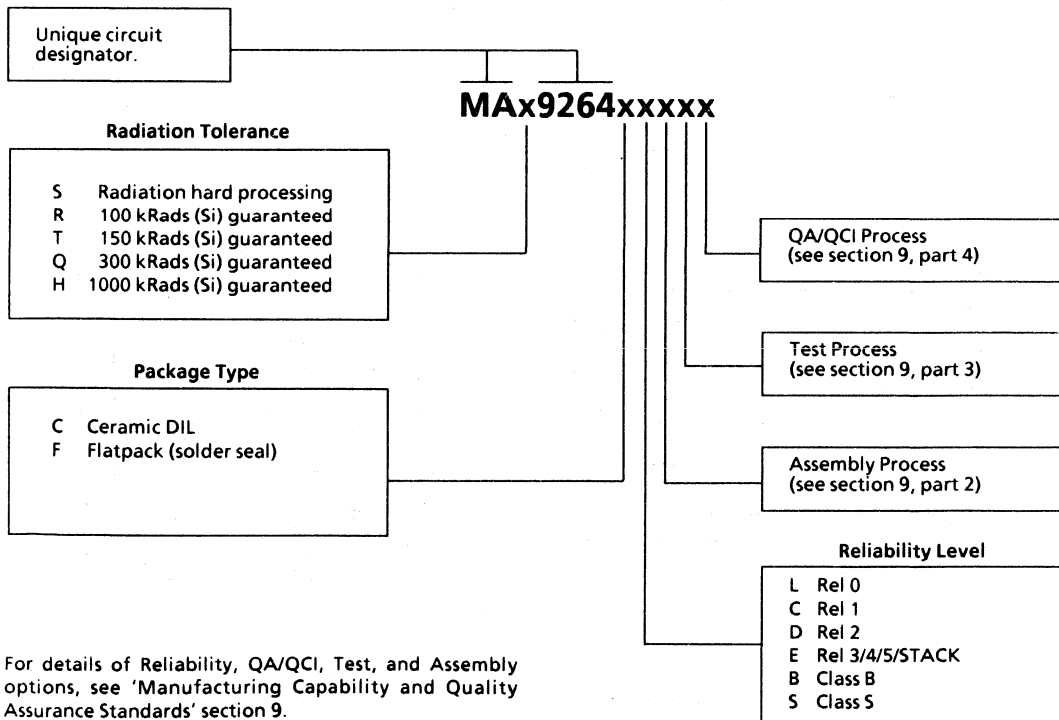 Unique circuit
designator.
MAx9264xxxxx
Radiation Tolerance
S Radiation hard processing
R 100 kRads (Si) guaranteed
T 150 kRads (Si) guaranteed
Q 300 kRads (Si) guaranteed
H 1000 kRads (Si) guaranteed
Package Type
C Ceramic DIL
F Flatpack (solder seal)
QA/QCI Process
(see section 9, part 4)
Test Process
(see section 9, part 3)
Assembly Process
(see section 9, part 2)
Reliability Level
L Rel 0
C Rel 1
D Rel 2
E Rel 3/4/5/STACK
B Class B
S Class S
For details of Reliability, QA/QCI, Test, and Assembly
options, see 'Manufacturing Capability and Quality
Assurance Standards' section 9.